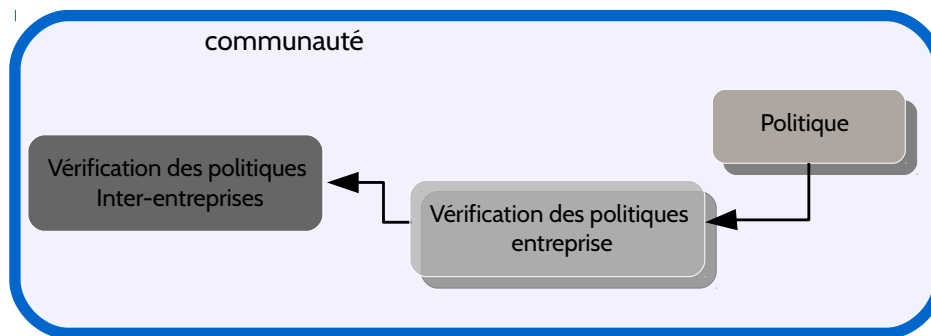 communauté
Politique
Vérification des politiques
Inter-entreprises
Vérification des politiques
entreprise